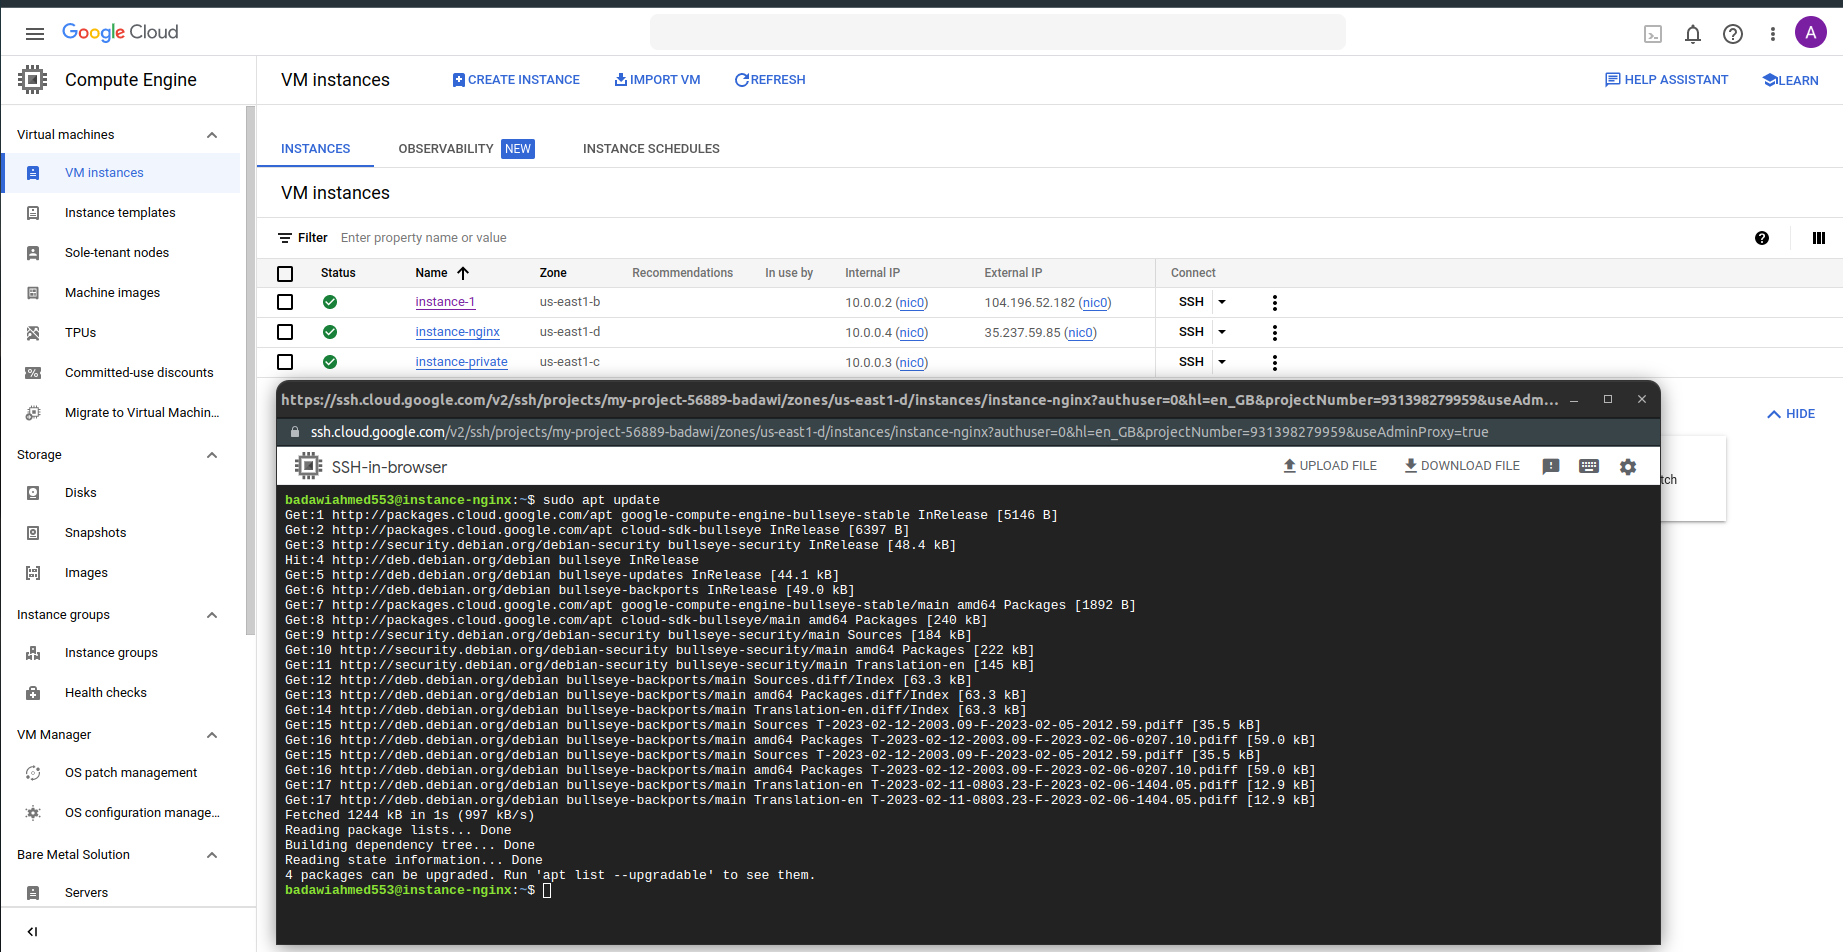 Google Cloud
A
Compute Engine
VM instances
CREATE INSTANCE
IMPORT VM
REFRESH
HELP ASSISTANT
LEARN
Virtual machines
VM instances
Instance templates
Sole-tenant nodes
Machine images
TPUs
Committed-use discounts
Migrate to Virtual Machin...
Storage
Disks
Snapshots
Images
Instance groups
Instance groups
Health checks
VM Manager
OS patch management
OS configuration manage...
Bare Metal Solution
Servers
INSTANCES
OBSERVABILITY NEW
INSTANCE SCHEDULES
VM instances
Filter Enter property name or value
Status Name Zone Recommendations In use by Internal IP External IP Connect
instance-1 us-east1-b 10.0.0.2 (nic0) 104.196.52.182 (nic0) SSH
instance-nginx us-east1-d 10.0.0.4 (nic0) 35.237.59.85 (nic0) SSH
instance-private us-east1-c 10.0.0.3 (nic0) SSH
HIDE
tch
https://ssh.cloud.google.com/v2/ssh/projects/my-project-56889-badawi/zones/us-east1-d/instances/instance-nginx?authuser=0&hl=en_GB&projectNumber=931398279959&useAdm...
ssh.cloud.google.com/v2/ssh/projects/my-project-56889-badawi/zones/us-east1-d/instances/instance-nginx?authuser=0&hl=en_GB&projectNumber=931398279959&useAdminProxy=true
SSH-in-browser
UPLOAD FILE
DOWNLOAD FILE
badawiahmed553@instance-nginx:~$ sudo apt update
Get:1 http://packages.cloud.google.com/apt google-compute-engine-bullseye-stable InRelease [5146 B]
Get:2 http://packages.cloud.google.com/apt cloud-sdk-bullseye InRelease [6397 B]
Get:3 http://security.debian.org/debian-security bullseye-security InRelease [48.4 kB]
Hit:4 http://deb.debian.org/debian bullseye InRelease
Get:5 http://deb.debian.org/debian bullseye-updates InRelease [44.1 kB]
Get:6 http://deb.debian.org/debian bullseye-backports InRelease [49.0 kB]
Get:7 http://packages.cloud.google.com/apt google-compute-engine-bullseye-stable/main amd64 Packages [1892 B]
Get:8 http://packages.cloud.google.com/apt cloud-sdk-bullseye/main amd64 Packages [240 kB]
Get:9 http://security.debian.org/debian-security bullseye-security/main Sources [184 kB]
Get:10 http://security.debian.org/debian-security bullseye-security/main amd64 Packages [222 kB]
Get:11 http://security.debian.org/debian-security bullseye-security/main Translation-en [145 kB]
Get:12 http://deb.debian.org/debian bullseye-backports/main Sources.diff/Index [63.3 kB]
Get:13 http://deb.debian.org/debian bullseye-backports/main amd64 Packages.diff/Index [63.3 kB]
Get:14 http://deb.debian.org/debian bullseye-backports/main Translation-en.diff/Index [63.3 kB]
Get:15 http://deb.debian.org/debian bullseye-backports/main Sources T-2023-02-12-2003.09-F-2023-02-05-2012.59.pdiff [35.5 kB]
Get:16 http://deb.debian.org/debian bullseye-backports/main amd64 Packages T-2023-02-12-2003.09-F-2023-02-06-0207.10.pdiff [59.0 kB]
Get:15 http://deb.debian.org/debian bullseye-backports/main Sources T-2023-02-12-2003.09-F-2023-02-05-2012.59.pdiff [35.5 kB]
Get:16 http://deb.debian.org/debian bullseye-backports/main amd64 Packages T-2023-02-12-2003.09-F-2023-02-06-0207.10.pdiff [59.0 kB]
Get:17 http://deb.debian.org/debian bullseye-backports/main Translation-en T-2023-02-11-0803.23-F-2023-02-06-1404.05.pdiff [12.9 kB]
Get:17 http://deb.debian.org/debian bullseye-backports/main Translation-en T-2023-02-11-0803.23-F-2023-02-06-1404.05.pdiff [12.9 kB]
Fetched 1244 kB in 1s (997 kB/s)
Reading package lists... Done
Building dependency tree... Done
Reading state information... Done
4 packages can be upgraded. Run 'apt list --upgradable' to see them.
badawiahmed553@instance-nginx:~$